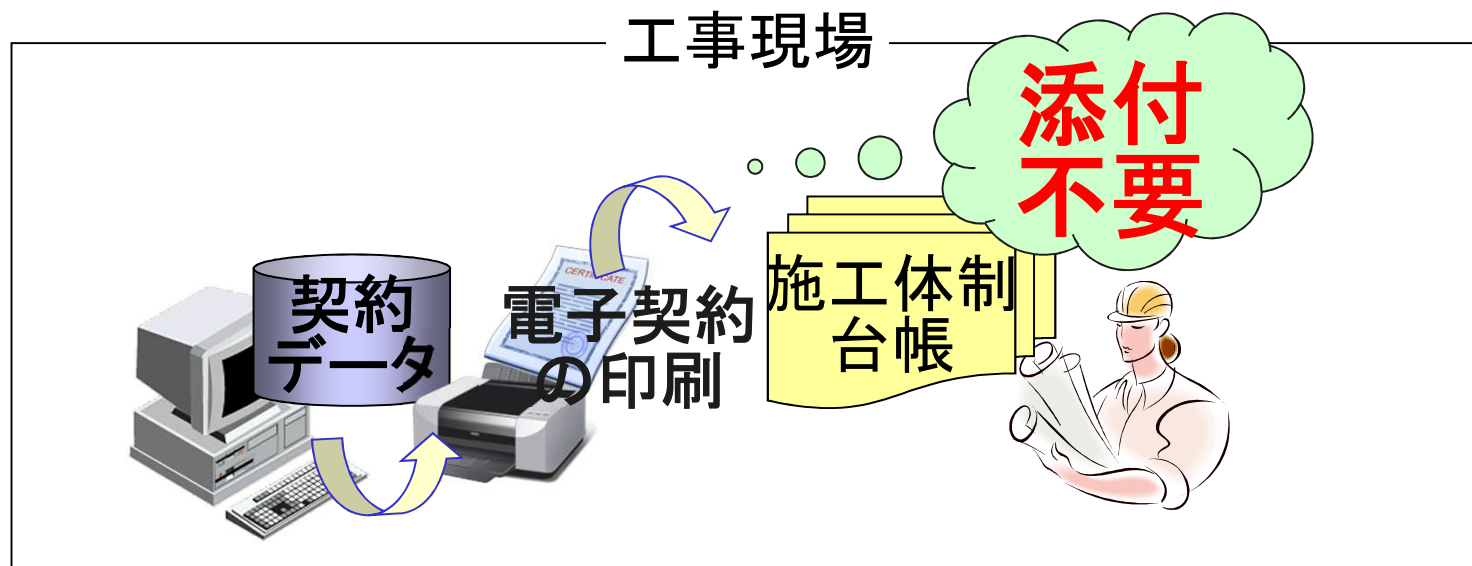 工事現場
添付
不要
契約
データ
CERTIFICATE
電子契約
の印刷
施工体制
台帳